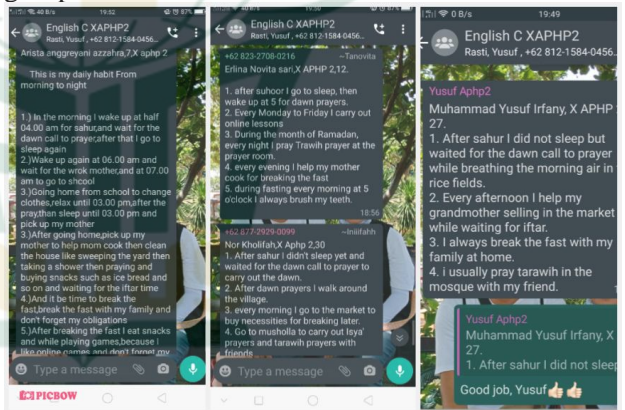 19:52
English C XAPHP2
Rasti, Yusuf , +62 812-1584-0456...
Arista anggreyani azzahra,7,X aphp 2
This is my daily habit From
morning to night
1.) In the morning I wake up at half
04.00 am for sahur,and wait for the
dawn call to prayer,after that I go to
sleep again
2.)Wake up again at 06.00 am and
wait for the wrok mother,and at 07.00
am to go to shcool
3.)Going home from school to change
clothes,relax until 03.00 pm,after the
pray,than sleep until 03.00 pm and
pick up my mother
3.)After going home,pick up my
mother to help mom cook then clean
the house like sweeping the yard then
taking a shower then praying and
buying snacks such as ice bread and
so on and waiting for the iftar time
4.)And it be time to break the
fast,break the fast with my family and
don't forget my obligations
5.)After breaking the fast I eat snacks
and while playing games,because I
like online games and don't forget my
Type a message
PICBOW
English C XAPHP2
Rasti, Yusuf , +62 812-1584-0456...
+62 823-2708-0216 ~Tanovita
Erlina Novita sari,X APHP 2,12.
1. after suhoor I go to sleep, then
wake up at 5 for dawn prayers.
2. Every Monday to Friday I carry out
online lessons
3. During the month of Ramadan,
every night I pray Trawih prayer at the
prayer room.
4. every evening I help my mother
cook for breaking the fast
5. during fasting every morning at 5
o'clock I always brush my teeth.
18:56
+62 877-2929-0099
Nor Kholifah,X Aphp 2,30
1. After sahur I didn't sleep yet and
waited for the dawn call to prayer to
carry out the dawn.
2. After dawn prayers I walk around
the village.
3. every morning I go to the market to
buy necessities for breaking later.
4. Go to musholla to carry out Isya'
prayers and tarawih prayers with
friends
Type a message
0 B/s
19:49
English C XAPHP2
Rasti, Yusuf , +62 812-1584-0456..
Yusuf Aphp2
Muhammad Yusuf Irfany, X APHP
27.
1. After sahur I did not sleep but
waited for the dawn call to prayer
while breathing the morning air in
rice fields.
2. Every afternoon I help my
grandmother selling in the market
while waiting for iftar.
3. I always break the fast with my
family at home.
4. i usually pray tarawih in the
mosque with my friend.
Yusuf Aphp2
Muhammad Yusuf Irfany, X
27.
1. After sahur I did not sleep
Good job, Yusuf👍🏻👍🏻